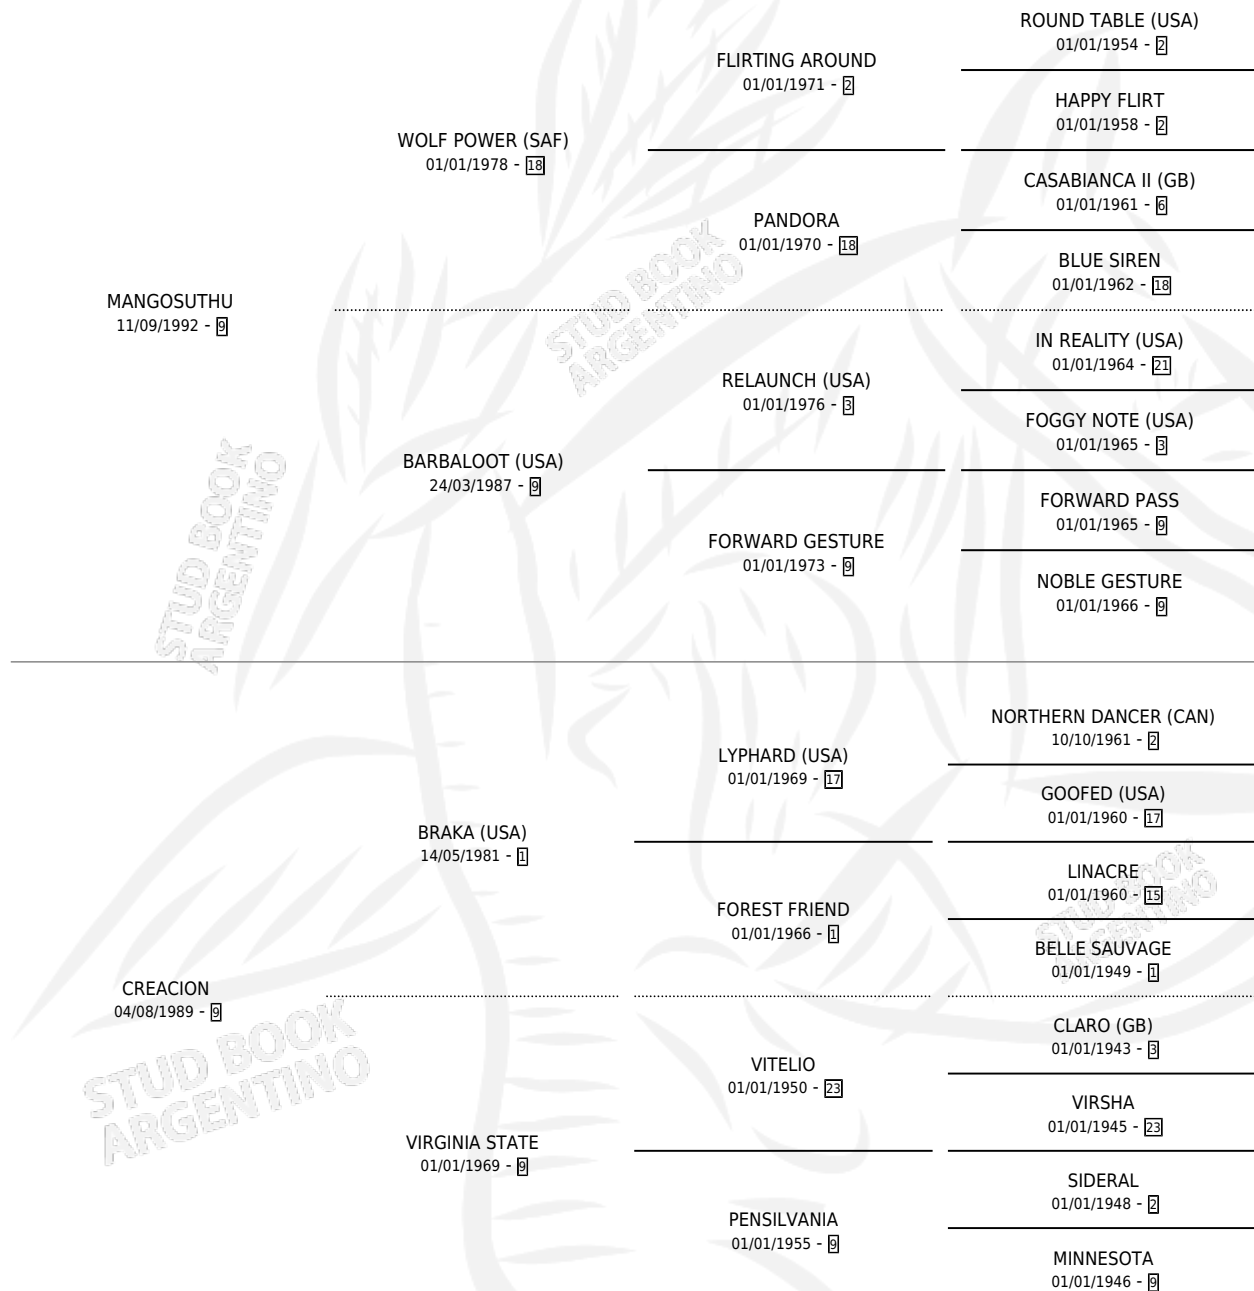 ROUND TABLE (USA)
01/01/1954 - 2
FLIRTING AROUND
01/01/1971 - 2
HAPPY FLIRT
01/01/1958 - 2
WOLF POWER (SAF)
01/01/1978 - 18
CASABIANCA II (GB)
01/01/1961 - 6
PANDORA
01/01/1970 - 18
BLUE SIREN
01/01/1962 - 18
MANGOSUTHU
11/09/1992 - 9
IN REALITY (USA)
01/01/1964 - 21
RELAUNCH (USA)
01/01/1976 - 3
FOGGY NOTE (USA)
01/01/1965 - 3
BARBALOOT (USA)
24/03/1987 - 9
FORWARD PASS
01/01/1965 - 9
FORWARD GESTURE
01/01/1973 - 9
NOBLE GESTURE
01/01/1966 - 9
STUD BOOK
ARGENTINO
STUD BOOK
ARGENTINO
NORTHERN DANCER (CAN)
10/10/1961 - 2
LYPHARD (USA)
01/01/1969 - 17
GOOFED (USA)
01/01/1960 - 17
BRAKA (USA)
14/05/1981 - 1
LINACRE
01/01/1960 - 15
FOREST FRIEND
01/01/1966 - 1
BELLE SAUVAGE
01/01/1949 - 1
CREACION
04/08/1989 - 9
CLARO (GB)
01/01/1943 - 3
VITELIO
01/01/1950 - 23
VIRSHA
01/01/1945 - 23
VIRGINIA STATE
01/01/1969 - 9
SIDERAL
01/01/1948 - 2
PENSILVANIA
01/01/1955 - 9
MINNESOTA
01/01/1946 - 9
STUD BOOK
ARGENTINO
STUD BOOK
ARGENTINO